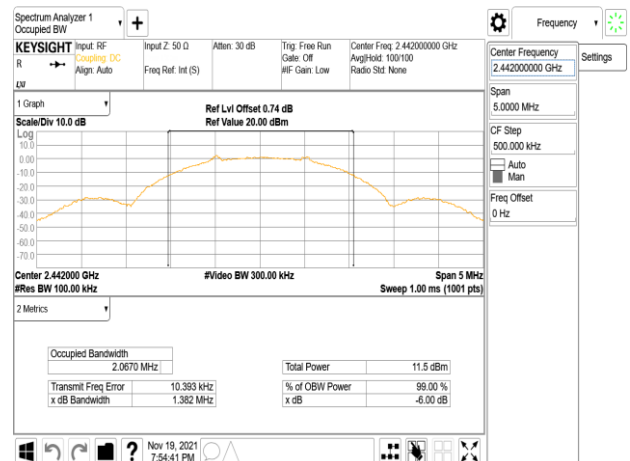 Spectrum Analyzer 1
Occupied BW
KEYSIGHT
R
LXI
Input: RF
Coupling: DC
Align: Auto
Input Z: 50 Ω
Freq Ref: Int (S)
Atten: 30 dB
Trig: Free Run
Gate: Off
#IF Gain: Low
Center Freq: 2.442000000 GHz
Avg|Hold: 100/100
Radio Std: None
1 Graph
Scale/Div 10.0 dB
Ref Lvl Offset 0.74 dB
Ref Value 20.00 dBm
Log
10.0
0.00
-10.0
-20.0
-30.0
-40.0
-50.0
-60.0
-70.0
Center 2.442000 GHz
#Res BW 100.00 kHz
#Video BW 300.00 kHz
Span 5 MHz
Sweep 1.00 ms (1001 pts)
2 Metrics
Occupied Bandwidth
2.0670 MHz
Transmit Freq Error 10.393 kHz
x dB Bandwidth 1.382 MHz
Total Power 11.5 dBm
% of OBW Power 99.00 %
x dB -6.00 dB
Nov 19, 2021
7:54:41 PM
Frequency
Center Frequency
2.442000000 GHz
Span
5.0000 MHz
CF Step
500.000 kHz
Auto
Man
Freq Offset
0 Hz
Settings